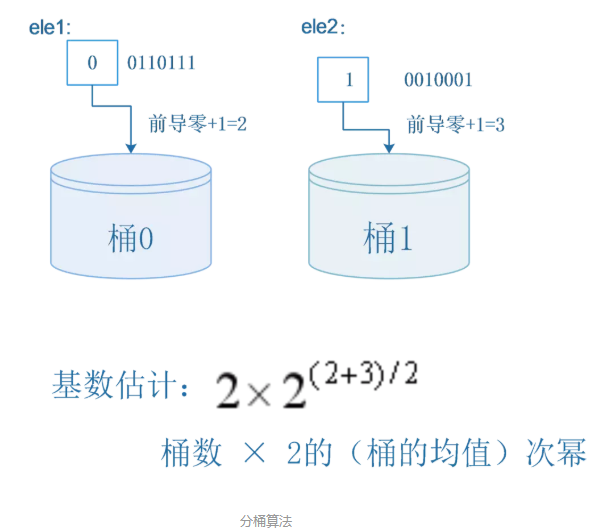 ele1:
ele2:
0 0110111
1 0010001
前导零+1=2
前导零+1=3
桶0
桶1
基数估计： 2×2^(2+3)/2
桶数 × 2的（桶的均值）次幂
分桶算法